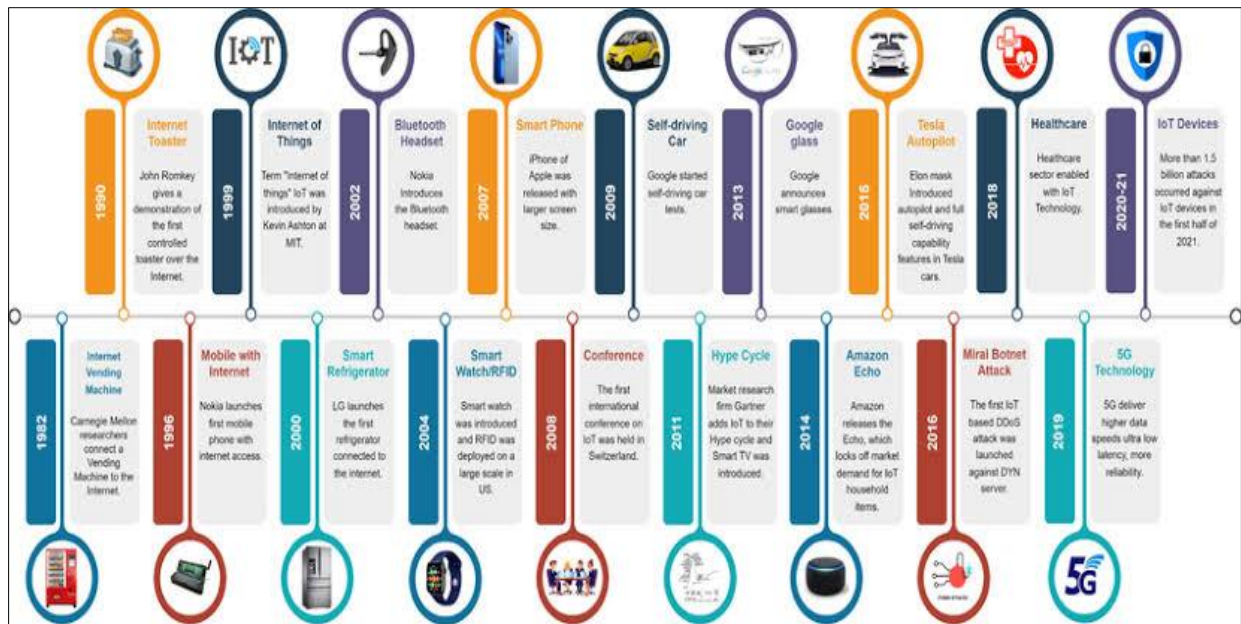 IoT
1990
Internet
Toaster
John Romkey
gives a
demonstration of
the first
controlled
toaster over the
Internet.
1999
Internet of
Things
Term "Internet of
things" IoT was
introduced by
Kevin Ashton at
MIT.
2002
Bluetooth
Headset
Nokia
Introduces
the Bluetooth
headset.
2007
Smart Phone
iPhone of
Apple was
released with
larger screen
size.
2009
Self-driving
Car
Google started
self-driving car
tests.
2013
Google
glass
Google
announces
smart glasses.
2015
Tesla
Autopilot
Elon mask
Introduced
autopilot and full
self-driving
capability
features in Tesla
cars.
2018
Healthcare
Healthcare
sector enabled
with IoT
Technology.
2020-21
IoT Devices
More than 1.5
billion attacks
occurred against
IoT devices in
the first half of
2021.
1982
Internet
Vending
Machine
Carnegie Mellon
researchers
connect a
Vending
Machine to the
Internet.
1996
Mobile with
Internet
Nokia launches
first mobile
phone with
internet access.
2000
Smart
Refrigerator
LG launches
the first
refrigerator
connected to
the internet.
2004
Smart
Watch/RFID
Smart watch
was introduced
and RFID was
deployed on a
large scale in
US.
2008
Conference
The first
international
conference on
IoT was held in
Switzerland.
2011
Hype Cycle
Market research
firm Gartner
adds IoT to their
Hype cycle and
Smart TV was
introduced.
2014
Amazon
Echo
Amazon
releases the
Echo, which
locks off market
demand for IoT
household
items.
2016
Mirai Botnet
Attack
The first IoT
based DDoS
attack was
launched
against DYN
server.
2019
5G
Technology
5G deliver
higher data
speeds ultra low
latency, more
reliability.
5G